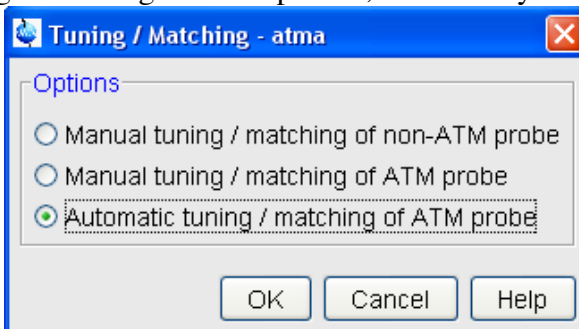 Tuning / Matching - atma
Options
Manual tuning / matching of non-ATM probe
Manual tuning / matching of ATM probe
Automatic tuning / matching of ATM probe
OK Cancel Help